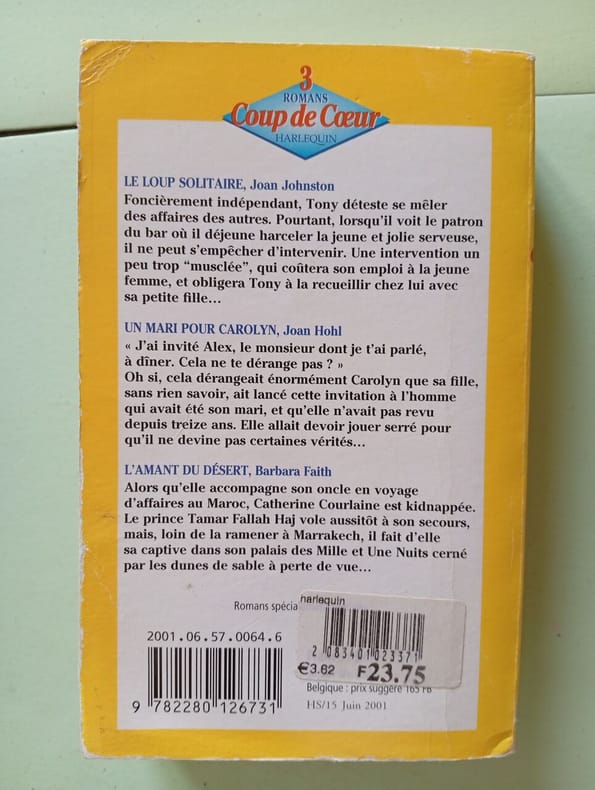 3
ROMANS
Coup de Cœur
HARLEQUIN
LE LOUP SOLITAIRE, Joan Johnston
Foncièrement indépendant, Tony déteste se mêler
des affaires des autres. Pourtant, lorsqu'il voit le patron
du bar où il déjeune harceler la jeune et jolie serveuse,
il ne peut s'empêcher d'intervenir. Une intervention un
peu trop “musclée”, qui coûtera son emploi à la jeune
femme, et obligera Tony à la recueillir chez lui avec
sa petite fille…
UN MARI POUR CAROLYN, Joan Hohl
« J'ai invité Alex, le monsieur dont je t'ai parlé,
à dîner. Cela ne te dérange pas ? »
Oh si, cela dérangeait énormément Carolyn que sa fille,
sans rien savoir, ait lancé cette invitation à l'homme
qui avait été son mari, et qu'elle n'avait pas revu
depuis treize ans. Elle allait devoir jouer serré pour
qu'il ne devine pas certaines vérités…
L'AMANT DU DÉSERT, Barbara Faith
Alors qu'elle accompagne son oncle en voyage
d'affaires au Maroc, Catherine Courlaine est kidnappée.
Le prince Tamar Fallah Haj vole aussitôt à son secours,
mais, loin de la ramener à Marrakech, il fait d'elle
sa captive dans son palais des Mille et Une Nuits cerné
par les dunes de sable à perte de vue…
Romans
harlequin
2001.06.57.0064.6
2 083401 023371
€3.62 F23.75
Belgique : prix suggéré 165 FB
9 782280 126731
HS/15 Juin 2001